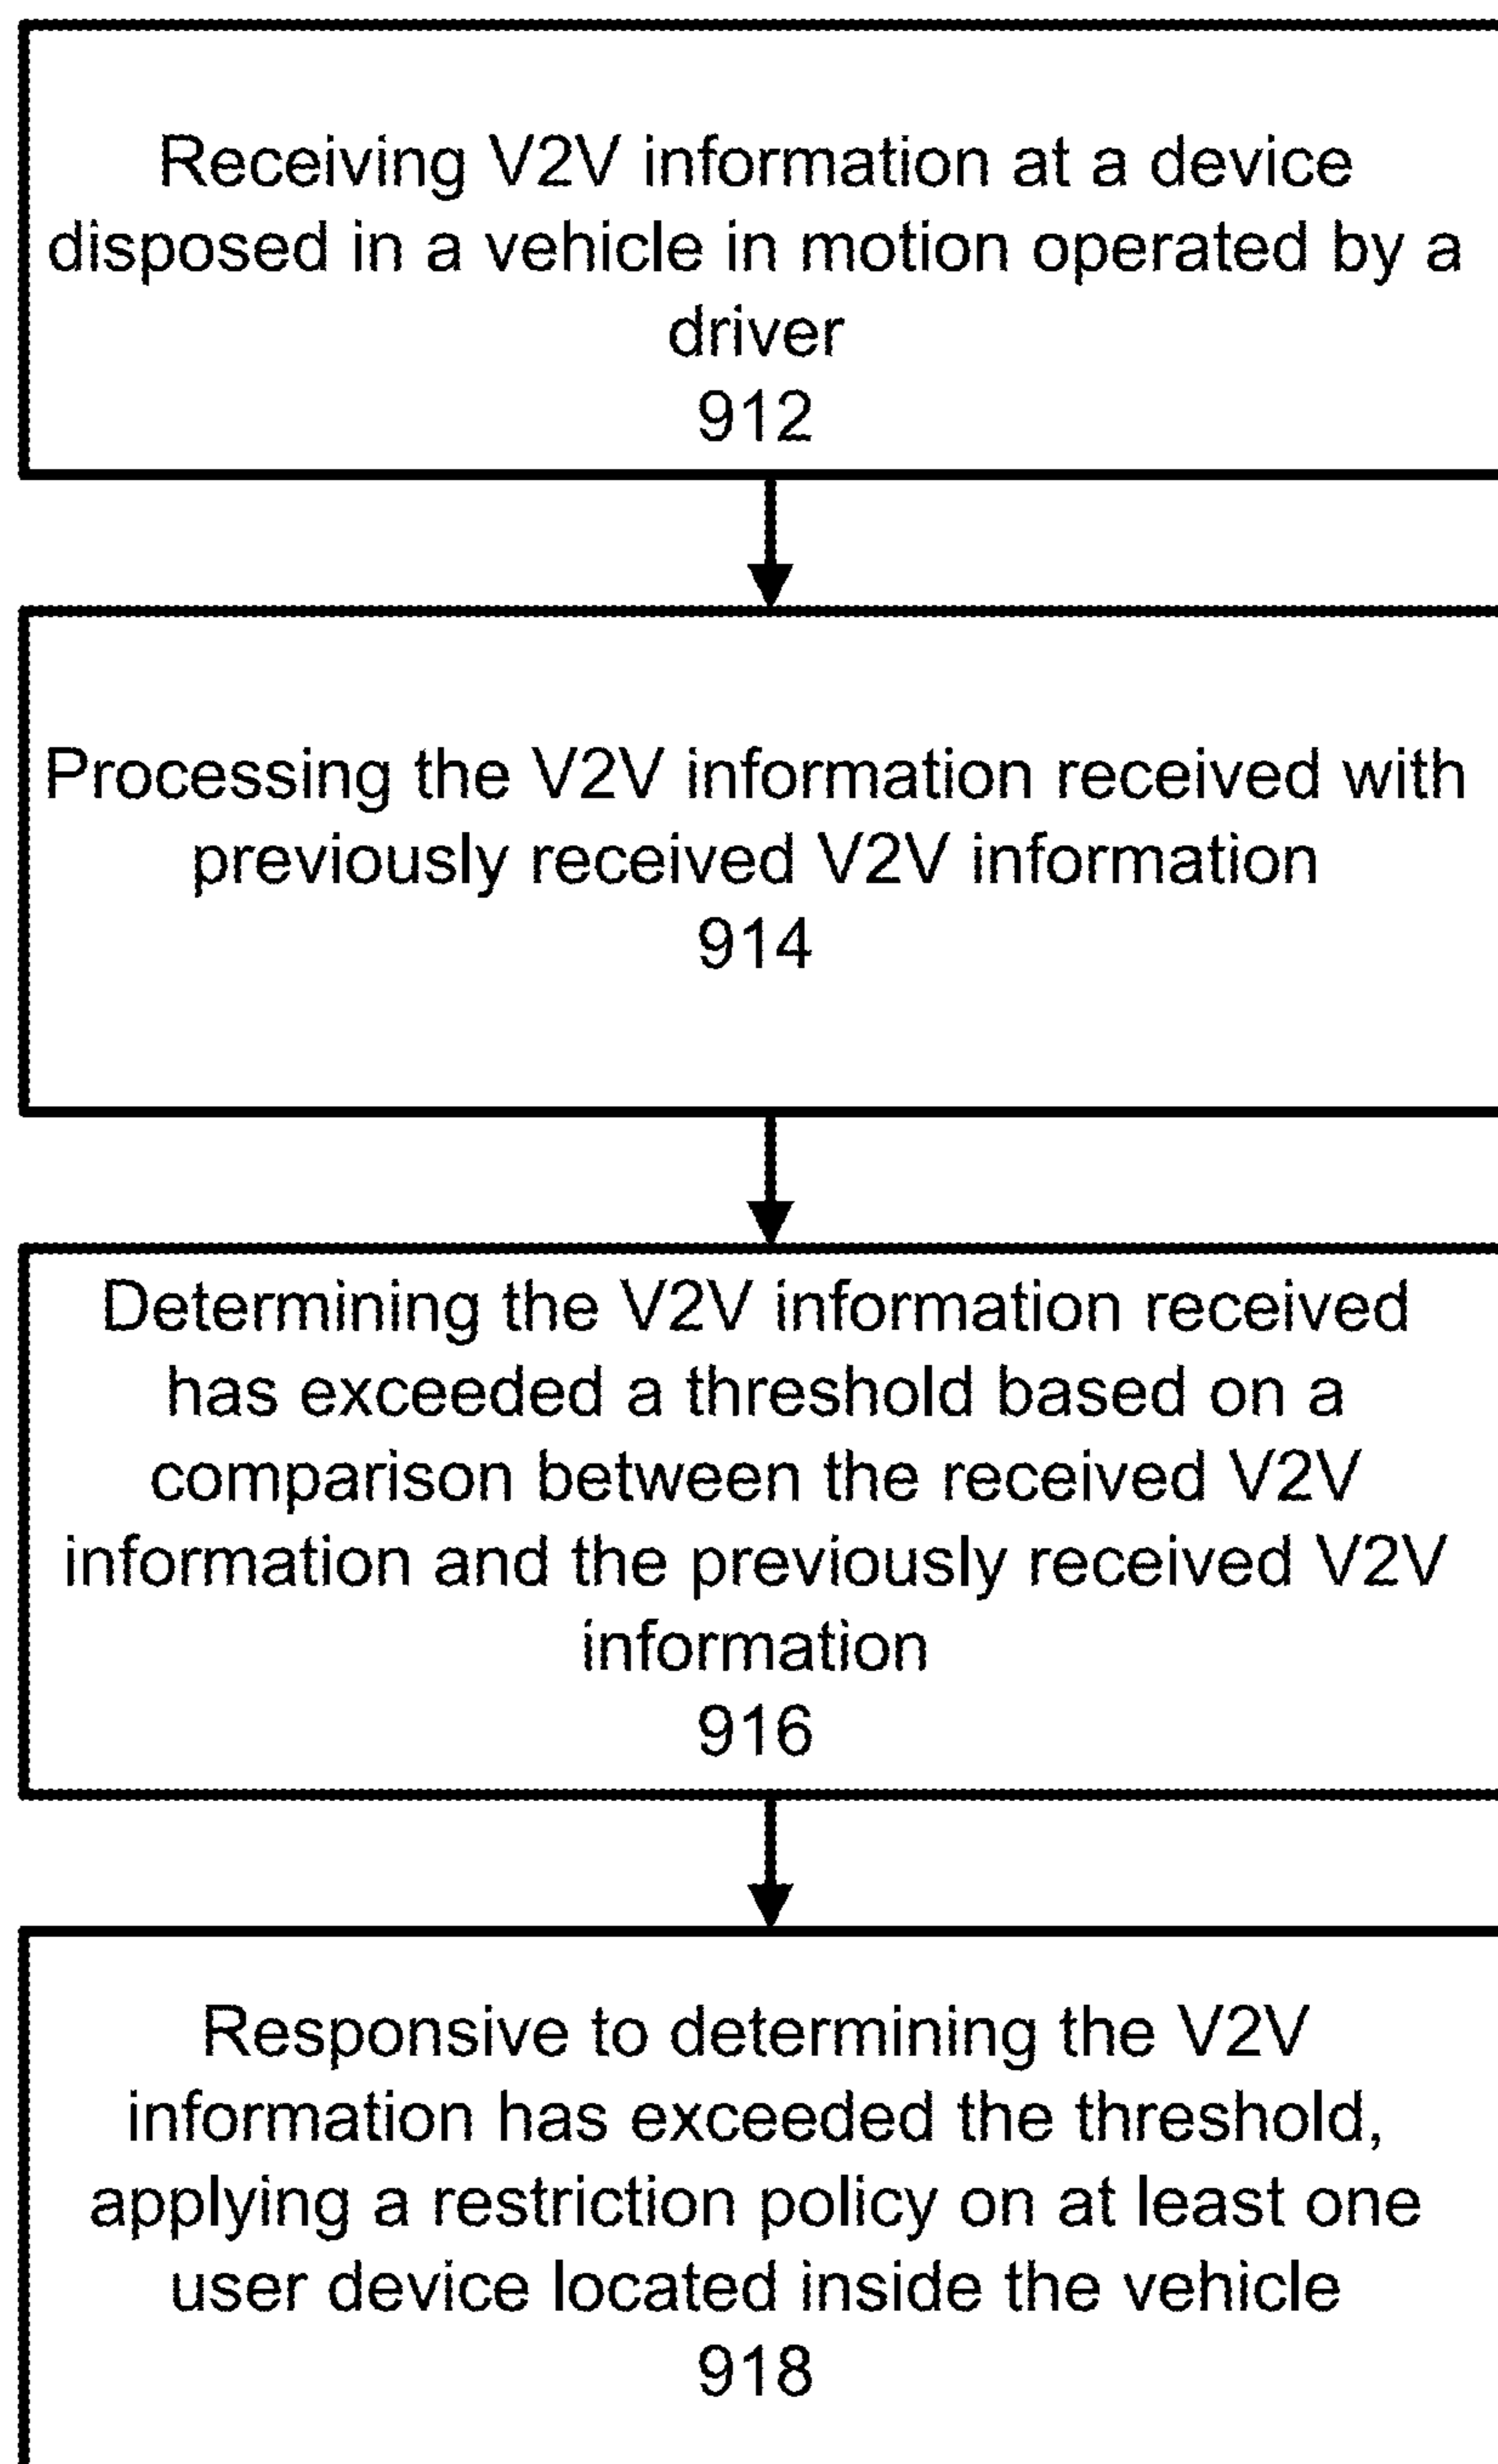 Receiving V2V information at a device
disposed in a vehicle in motion operated by a
driver
912
Processing the V2V information received with
previously received V2V information
914
Determining the V2V information received
has exceeded a threshold based on a
comparison between the received V2V
information and the previously received V2V
information
916
Responsive to determining the V2V
information has exceeded the threshold,
applying a restriction policy on at least one
user device located inside the vehicle
918